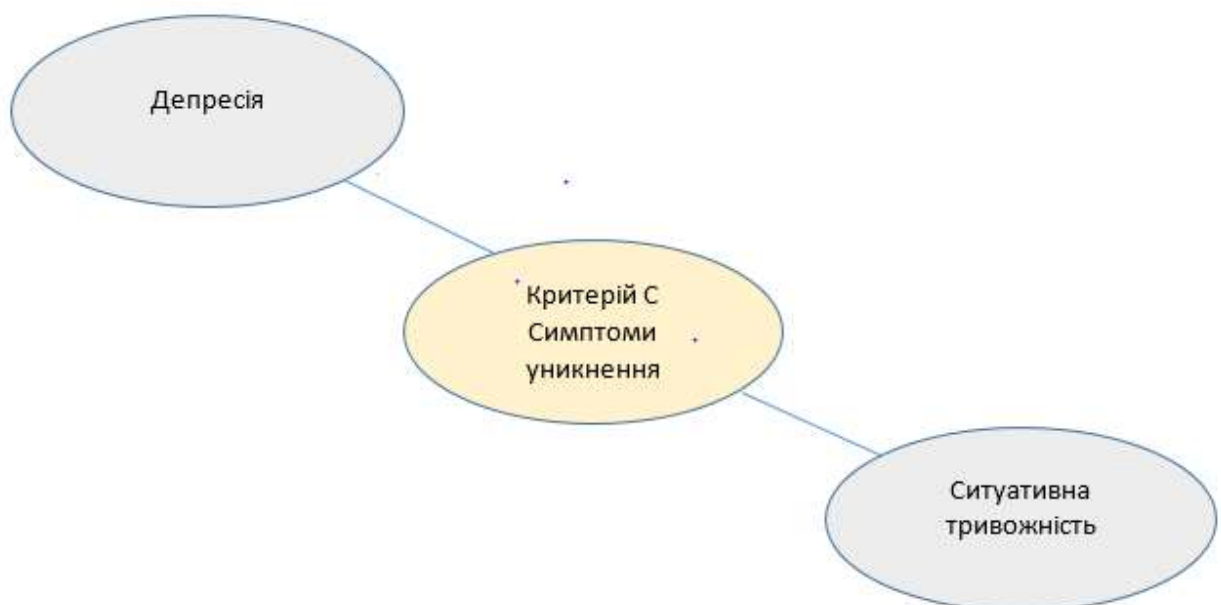 Депресія
Критерій С
Симптоми
уникнення
Ситуативна
тривожність